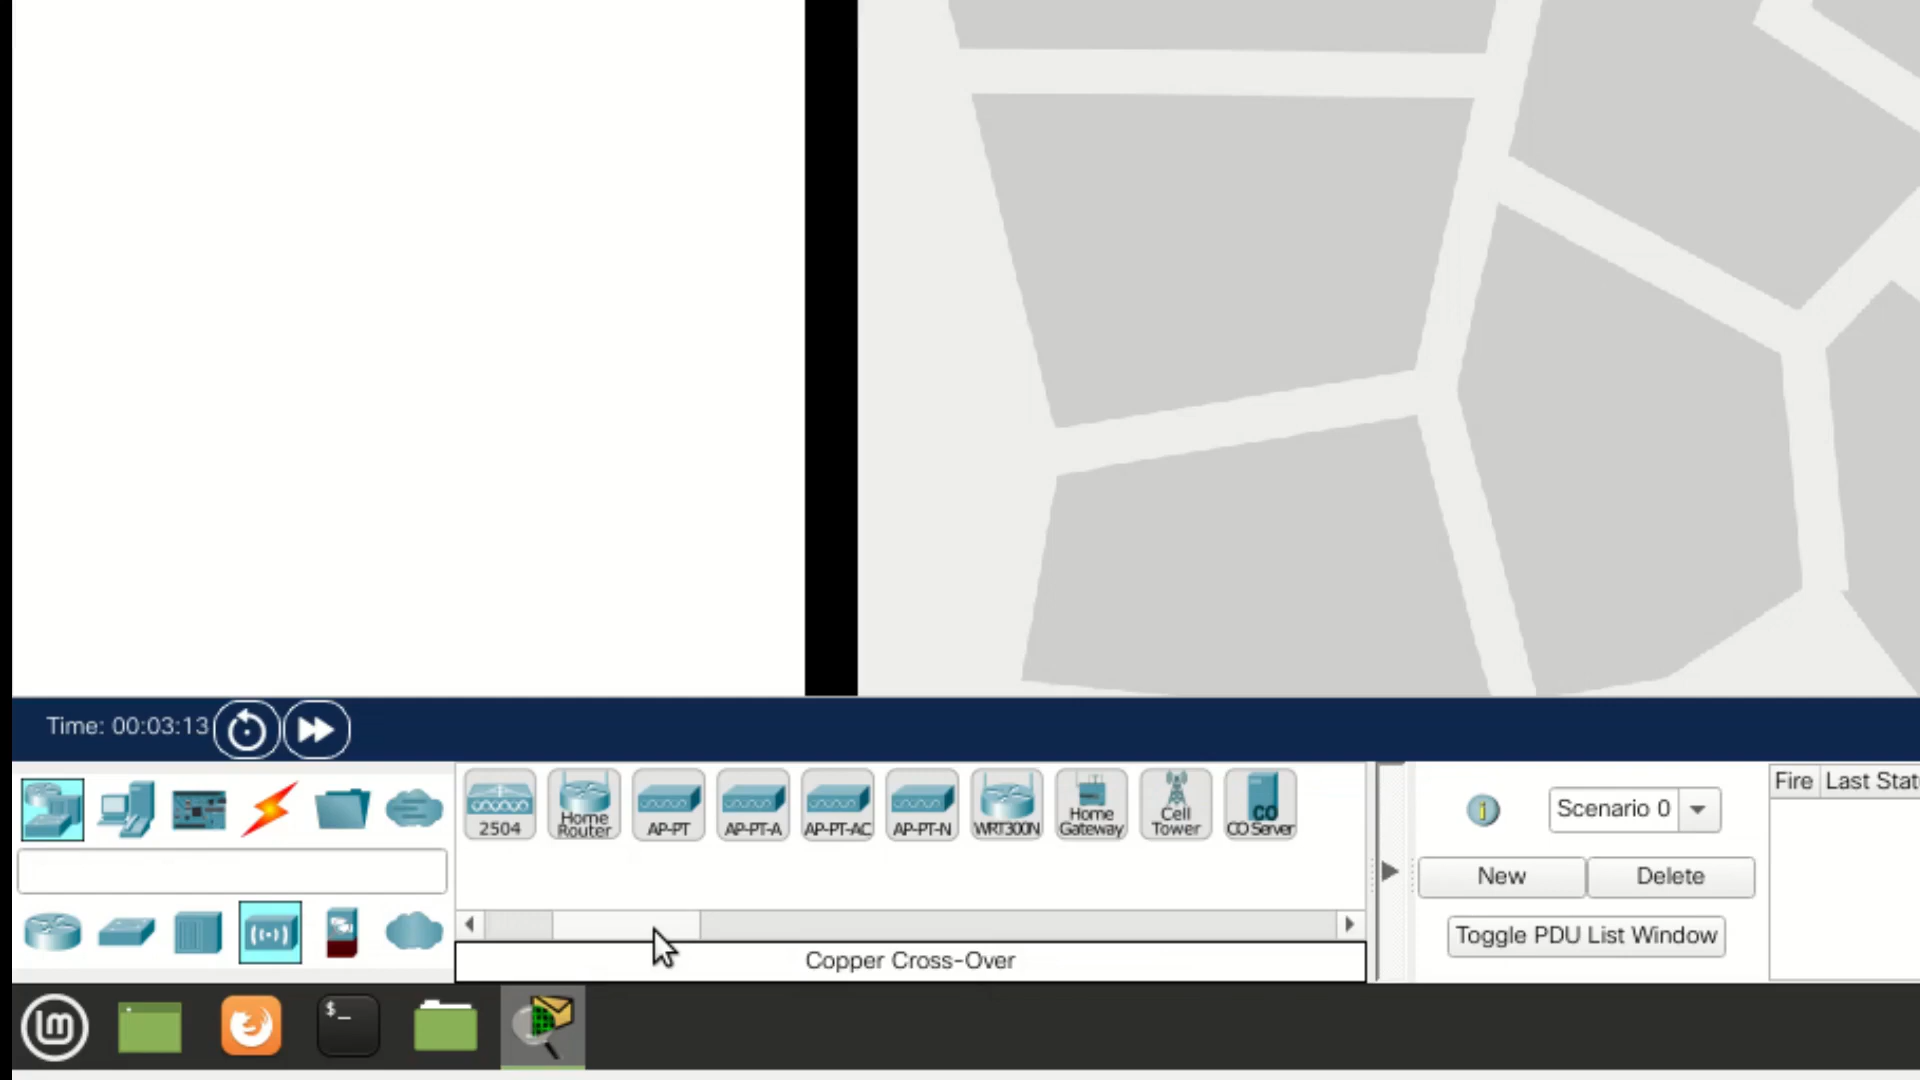 Time: 00:03:13
2504
Home Router
AP-PT
AP-PT-A
AP-PT-AC
AP-PT-N
WRT300N
Home Gateway
Cell Tower
CO
CO Server
Copper Cross-Over
Scenario 0
New
Delete
Toggle PDU List Window
Fire
Last Stat
$_